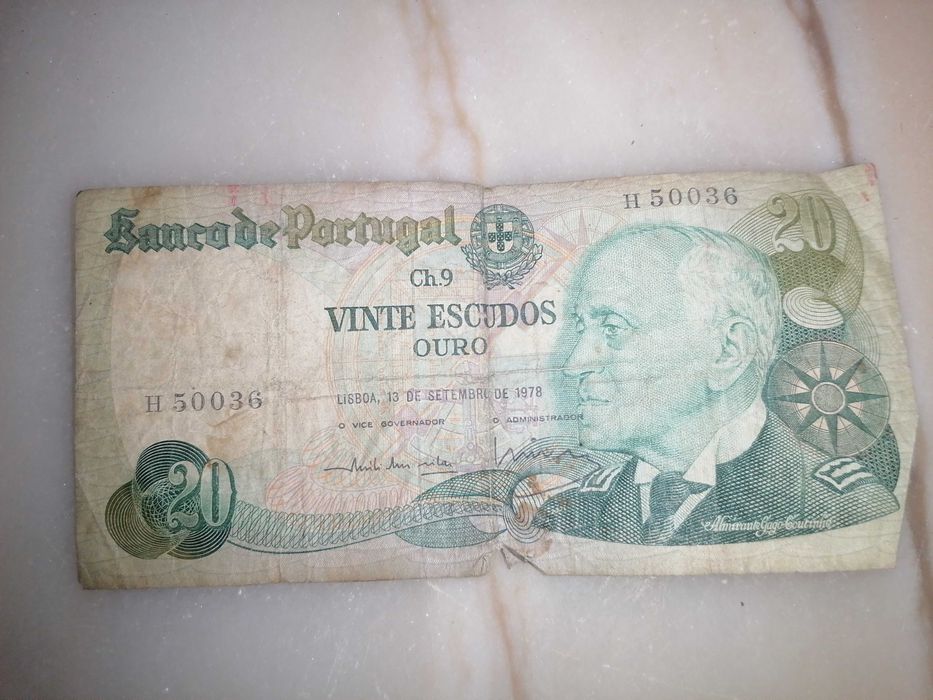 Banco de Portugal
H 50036
20
Ch.9
VINTE ESCUDOS
OURO
H 50036
LISBOA, 13 DE SETEMBRO DE 1978
O VICE GOVERNADOR
O ADMINISTRADOR
20
Almirante Gago Coutinho